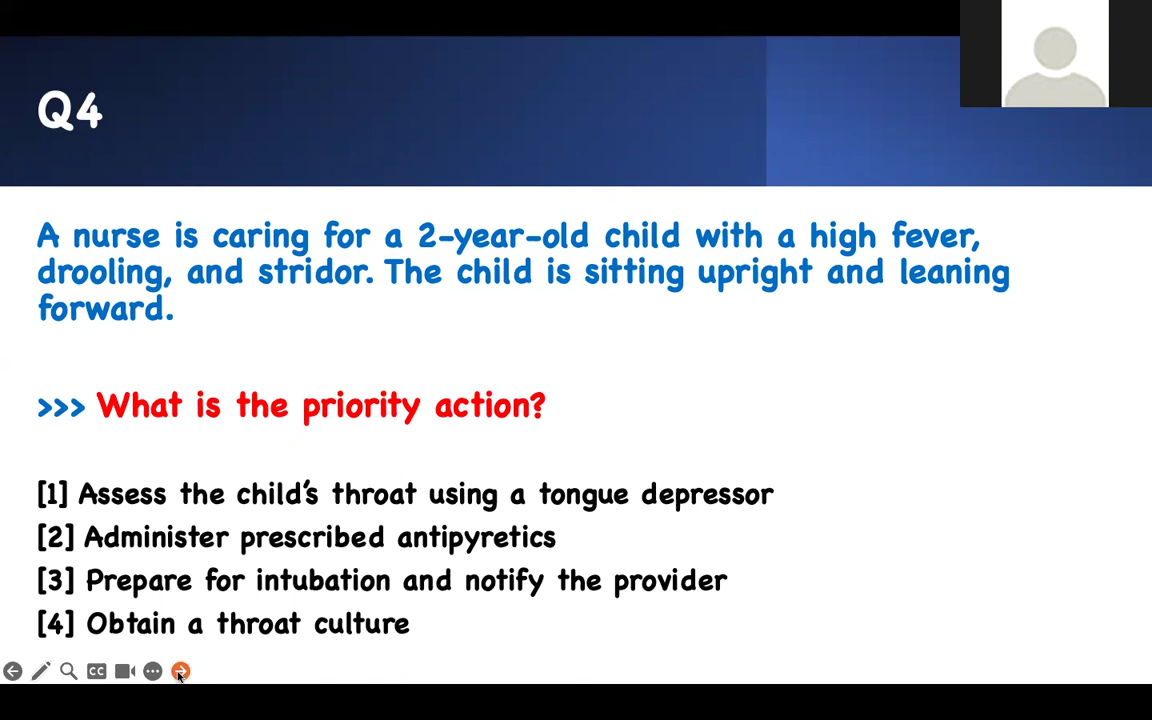 Q4
A nurse is caring for a 2-year-old child with a high fever,
drooling, and stridor. The child is sitting upright and leaning
forward.
>>> What is the priority action?
[1] Assess the child's throat using a tongue depressor
[2] Administer prescribed antipyretics
[3] Prepare for intubation and notify the provider
[4] Obtain a throat culture
CC